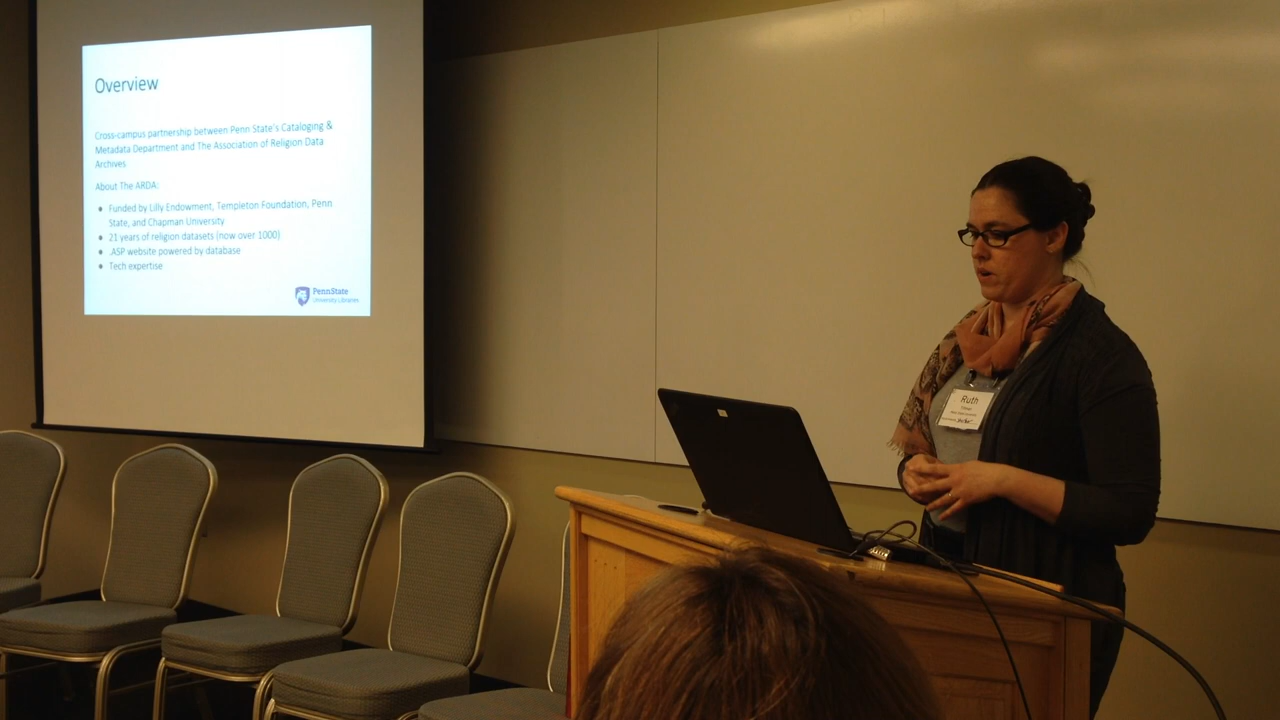 Overview
Cross-campus partnership between Penn State's Cataloging &
Metadata Department and The Association of Religion Data
Archives.
About The ARDA:
● Funded by Lilly Endowment, Templeton Foundation, Penn
State, and Chapman University
● 21 years of religion datasets (now over 1000)
● .ASP website powered by database
● Tech expertise
PennState
University Libraries
Ruth